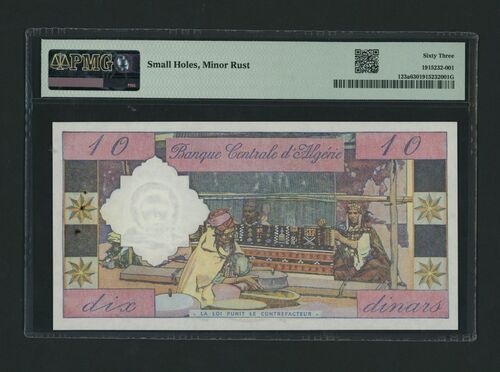 PMG
PMG
Small Holes, Minor Rust
Sixty Three
1915232-001
123a6301915232001G
10
Banque Centrale d'Algérie
10
dix
dinars
LA LOI PUNIT LE CONTREFACTEUR